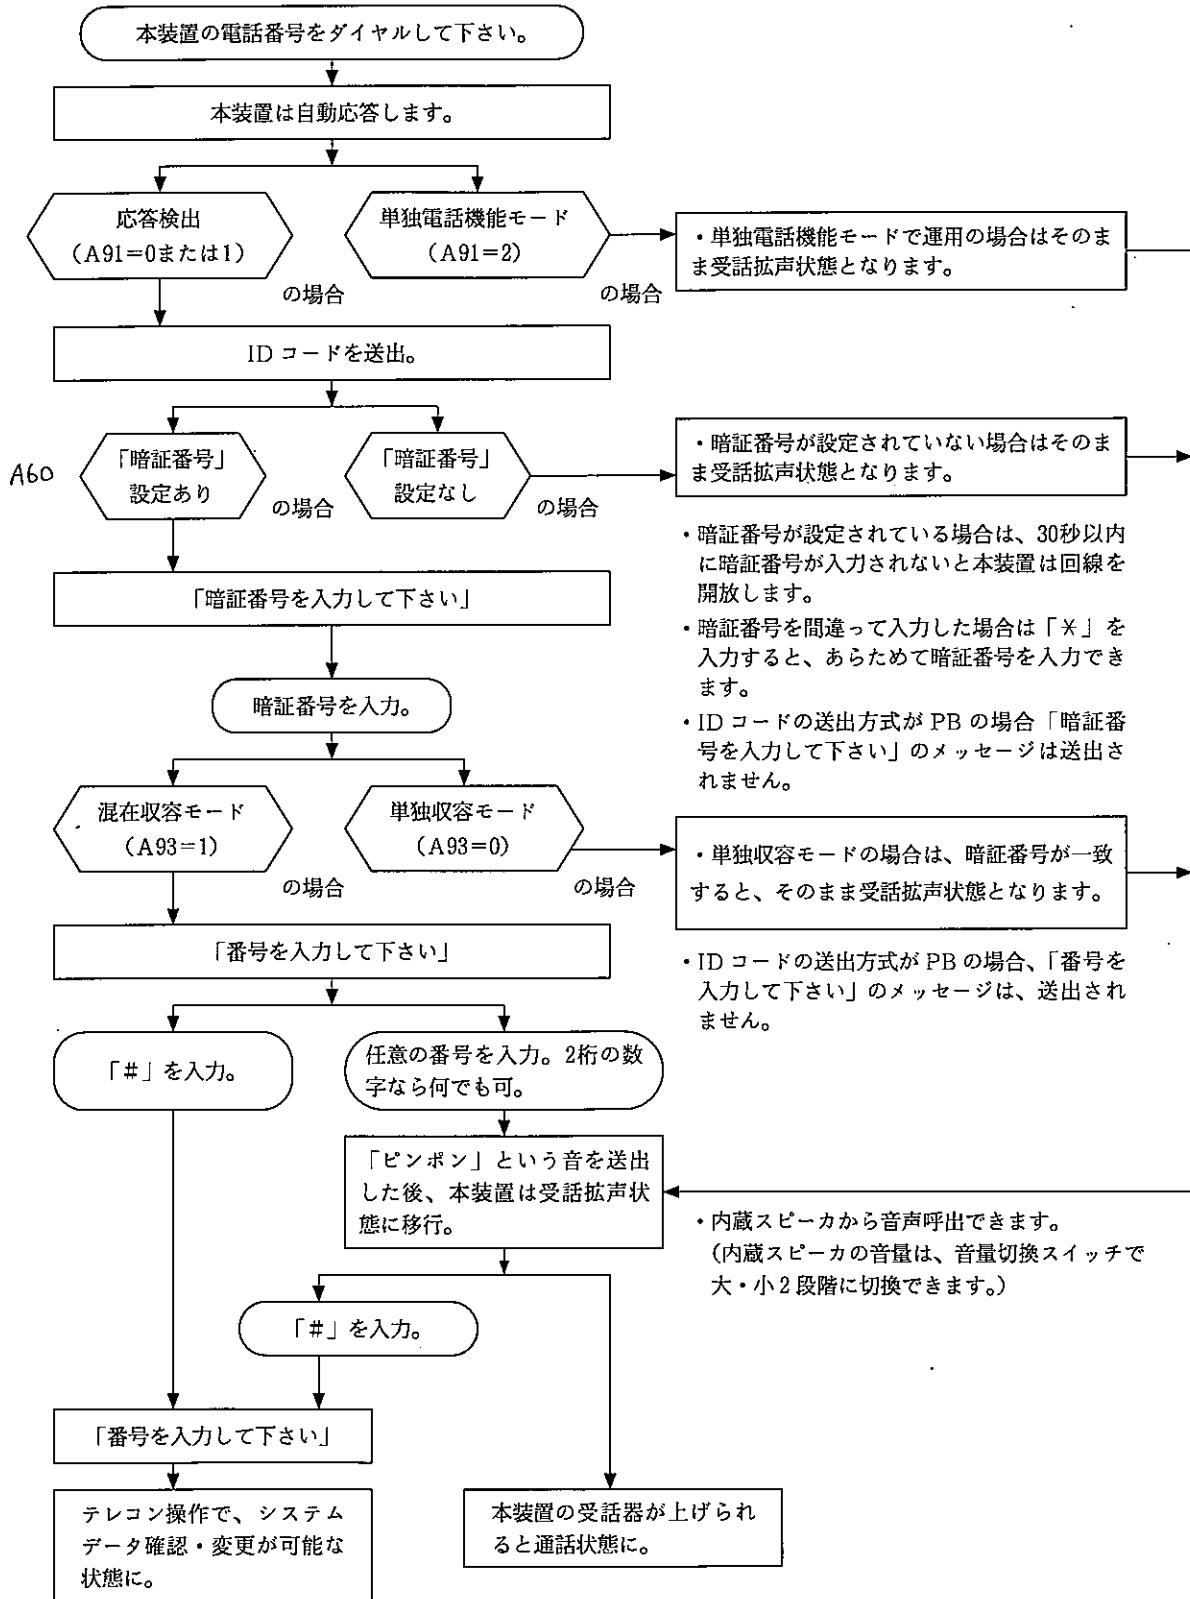 本装置の電話番号をダイヤルして下さい。
本装置は自動応答します。
応答検出
(A91=0または1)
の場合
単独電話機能モード
(A91=2)
の場合
・単独電話機能モードで運用の場合はそのま
ま受話拡声状態となります。
IDコードを送出。
A60
「暗証番号」
設定あり
の場合
「暗証番号」
設定なし
の場合
・暗証番号が設定されていない場合はそのま
ま受話拡声状態となります。
・暗証番号が設定されている場合は、30秒以内
に暗証番号が入力されないと本装置は回線を
開放します。
・暗証番号を間違って入力した場合は「*」を
入力すると、あらためて暗証番号を入力でき
ます。
・IDコードの送出方式がPBの場合「暗証番
号を入力して下さい」のメッセージは送出さ
れません。
「暗証番号を入力して下さい」
暗証番号を入力。
混在収容モード
(A93=1)
の場合
単独収容モード
(A93=0)
の場合
・単独収容モードの場合は、暗証番号が一致
すると、そのまま受話拡声状態となります。
・IDコードの送出方式がPBの場合、「番号を
入力して下さい」のメッセージは、送出され
ません。
「番号を入力して下さい」
「#」を入力。
任意の番号を入力。2桁の数
字なら何でも可。
「ピンポン」という音を送出
した後、本装置は受話拡声状
態に移行。
・内蔵スピーカから音声呼出できます。
(内蔵スピーカの音量は、音量切換スイッチで
大・小2段階に切換できます。)
「#」を入力。
「番号を入力して下さい」
テレコン操作で、システム
データ確認・変更が可能な
状態に。
本装置の受話器が上げられ
ると通話状態に。